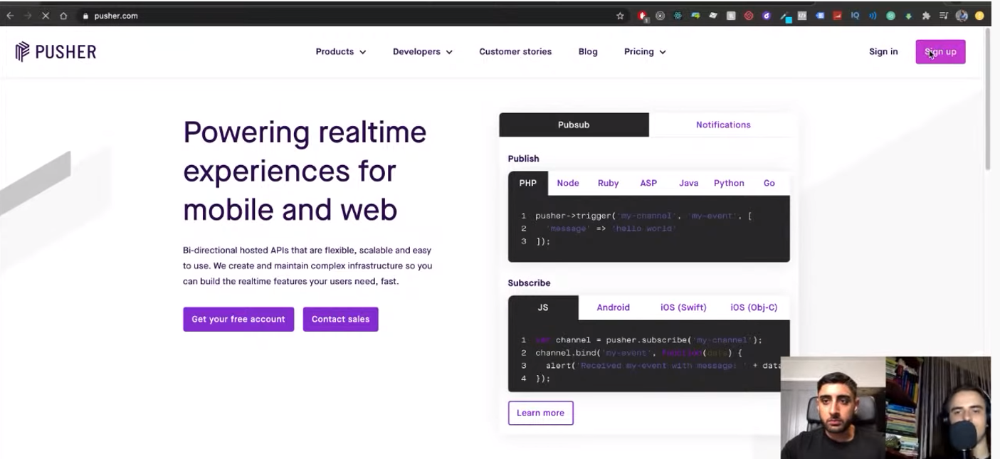 pusher.com
PUSHER
Products
Developers
Customer stories
Blog
Pricing
Sign in
Sign up
Powering realtime
experiences for
mobile and web
Bi-directional hosted APIs that are flexible, scalable and easy
to use. We create and maintain complex infrastructure so you
can build the realtime features your users need, fast.
Get your free account
Contact sales
Pubsub
Notifications
Publish
PHP Node Ruby ASP Java Python Go
1 pusher->trigger('my-channel', 'my-event', [
2 'message' => 'hello world'
3 ]);
Subscribe
JS Android iOS (Swift) iOS (Obj-C)
1 var channel = pusher.subscribe('my-channel');
2 channel.bind('my-event', function(data) {
3 alert('Received my-event with message: ' + data
4 });
Learn more